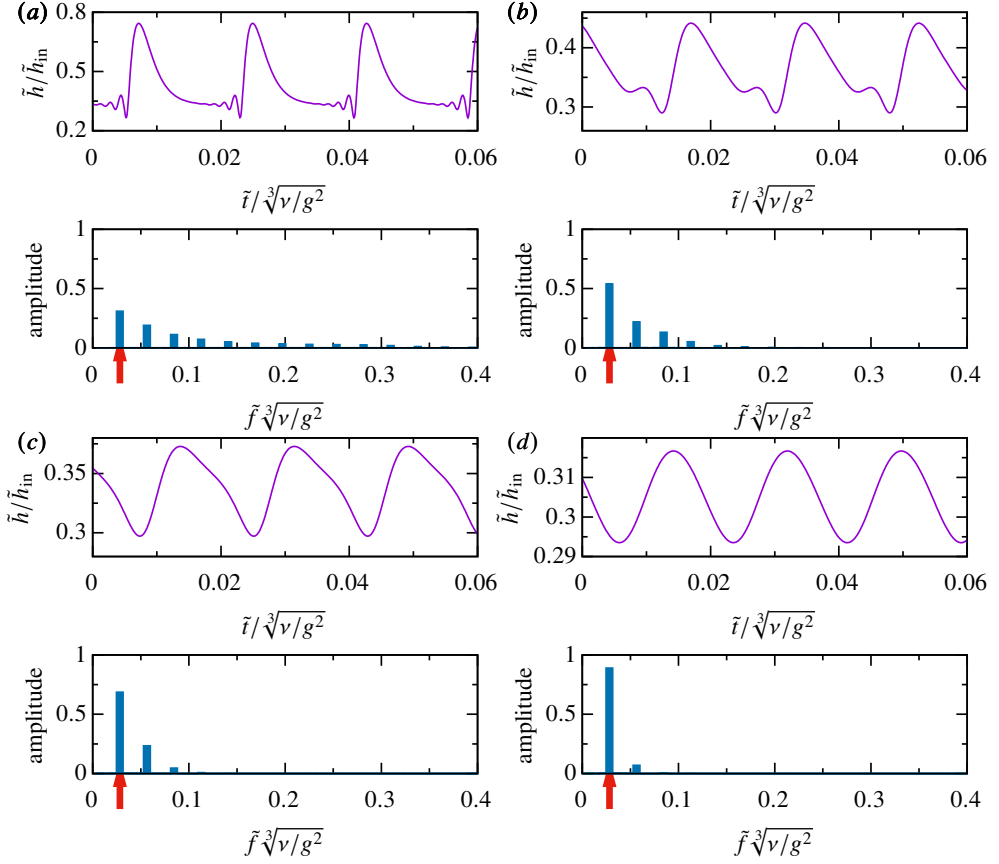 (a)
h̃/h̃in
0.8
0.5
0.2
0 0.02 0.04 0.06
t̃/∛ν/g²
amplitude
1
0.5
0
0 0.1 0.2 0.3 0.4
f̃ ∛ν/g²
(b)
h̃/h̃in
0.4
0.3
0 0.02 0.04 0.06
t̃/∛ν/g²
amplitude
1
0.5
0
0 0.1 0.2 0.3 0.4
f̃ ∛ν/g²
(c)
h̃/h̃in
0.35
0.3
0 0.02 0.04 0.06
t̃/∛ν/g²
amplitude
1
0.5
0
0 0.1 0.2 0.3 0.4
f̃ ∛ν/g²
(d)
h̃/h̃in
0.31
0.3
0.29
0 0.02 0.04 0.06
t̃/∛ν/g²
amplitude
1
0.5
0
0 0.1 0.2 0.3 0.4
f̃ ∛ν/g²